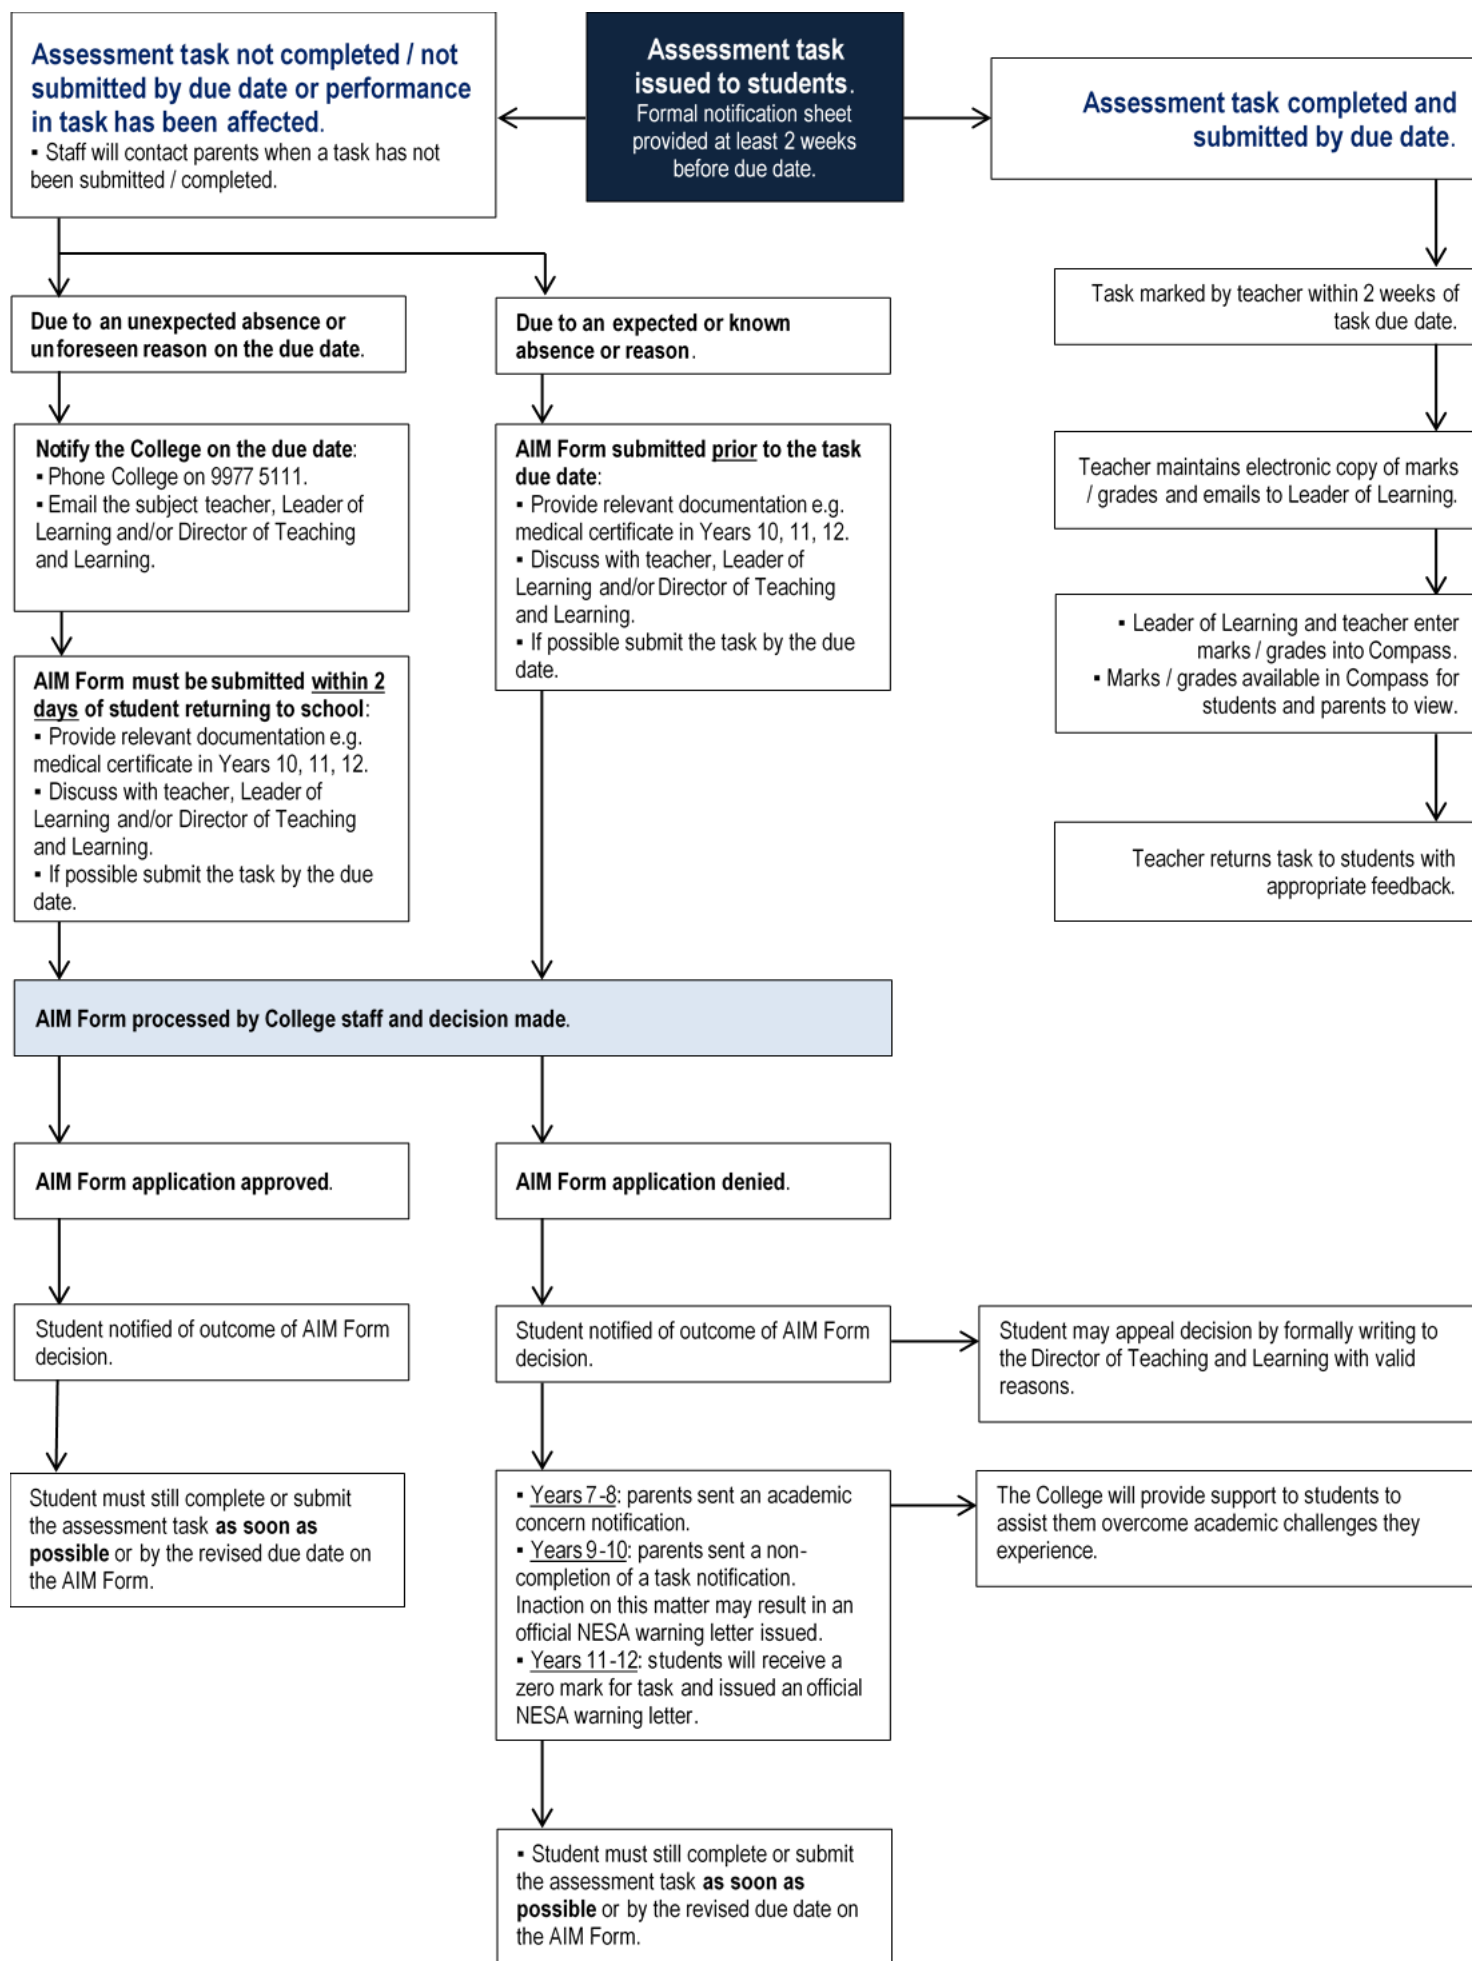 Assessment task not completed / not
submitted by due date or performance
in task has been affected.
▪ Staff will contact parents when a task has not
been submitted / completed.
Assessment task
issued to students.
Formal notification sheet
provided at least 2 weeks
before due date.
Assessment task completed and
submitted by due date.
Due to an unexpected absence or
unforeseen reason on the due date.
Due to an expected or known
absence or reason.
Task marked by teacher within 2 weeks of
task due date.
Notify the College on the due date:
▪ Phone College on 9977 5111.
▪ Email the subject teacher, Leader of
Learning and/or Director of Teaching
and Learning.
AIM Form submitted prior to the task
due date:
▪ Provide relevant documentation e.g.
medical certificate in Years 10, 11, 12.
▪ Discuss with teacher, Leader of
Learning and/or Director of Teaching
and Learning.
▪ If possible submit the task by the due
date.
Teacher maintains electronic copy of marks
/ grades and emails to Leader of Learning.
▪ Leader of Learning and teacher enter
marks / grades into Compass.
▪ Marks / grades available in Compass for
students and parents to view.
AIM Form must be submitted within 2
days of student returning to school:
▪ Provide relevant documentation e.g.
medical certificate in Years 10, 11, 12.
▪ Discuss with teacher, Leader of
Learning and/or Director of Teaching
and Learning.
▪ If possible submit the task by the due
date.
Teacher returns task to students with
appropriate feedback.
AIM Form processed by College staff and decision made.
AIM Form application approved.
AIM Form application denied.
Student notified of outcome of AIM Form
decision.
Student notified of outcome of AIM Form
decision.
Student may appeal decision by formally writing to
the Director of Teaching and Learning with valid
reasons.
Student must still complete or submit
the assessment task as soon as
possible or by the revised due date on
the AIM Form.
▪ Years 7-8: parents sent an academic
concern notification.
▪ Years 9-10: parents sent a non-
completion of a task notification.
Inaction on this matter may result in an
official NESA warning letter issued.
▪ Years 11-12: students will receive a
zero mark for task and issued an official
NESA warning letter.
The College will provide support to students to
assist them overcome academic challenges they
experience.
▪ Student must still complete or submit
the assessment task as soon as
possible or by the revised due date on
the AIM Form.